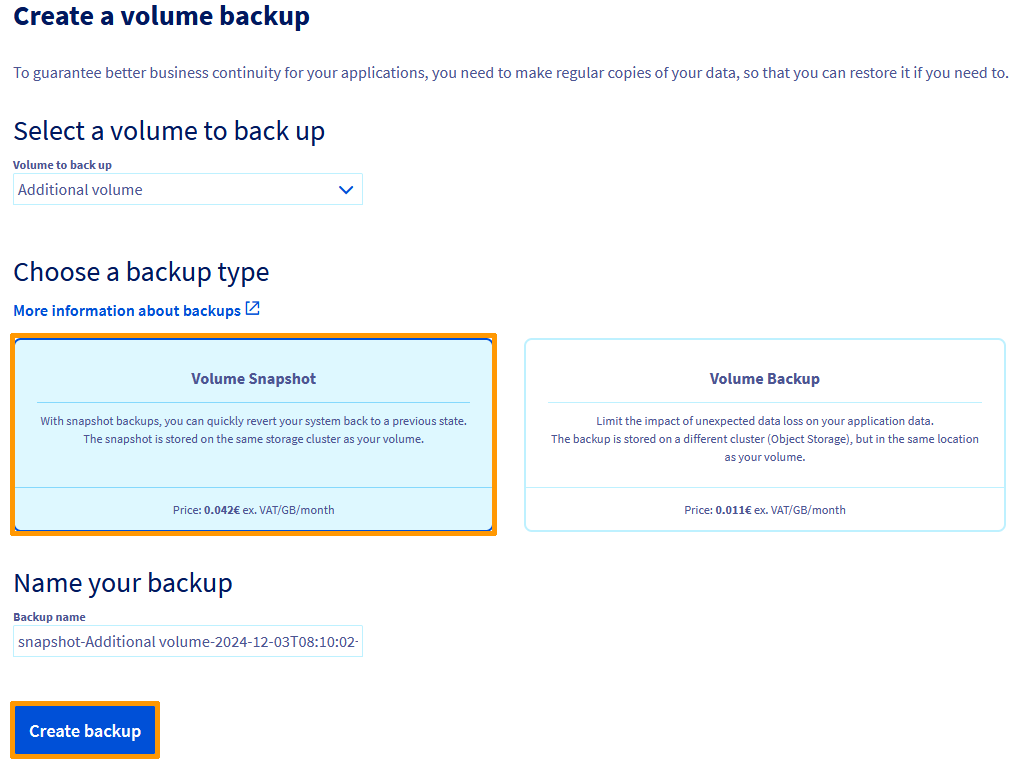 Create a volume backup
To guarantee better business continuity for your applications, you need to make regular copies of your data, so that you can restore it if you need to.
Select a volume to back up
Volume to back up
Additional volume
Choose a backup type
More information about backups
Volume Snapshot
With snapshot backups, you can quickly revert your system back to a previous state.
The snapshot is stored on the same storage cluster as your volume.
Price: 0.042€ ex. VAT/GB/month
Volume Backup
Limit the impact of unexpected data loss on your application data.
The backup is stored on a different cluster (Object Storage), but in the same location
as your volume.
Price: 0.011€ ex. VAT/GB/month
Name your backup
Backup name
snapshot-Additional volume-2024-12-03T08:10:02-
Create backup